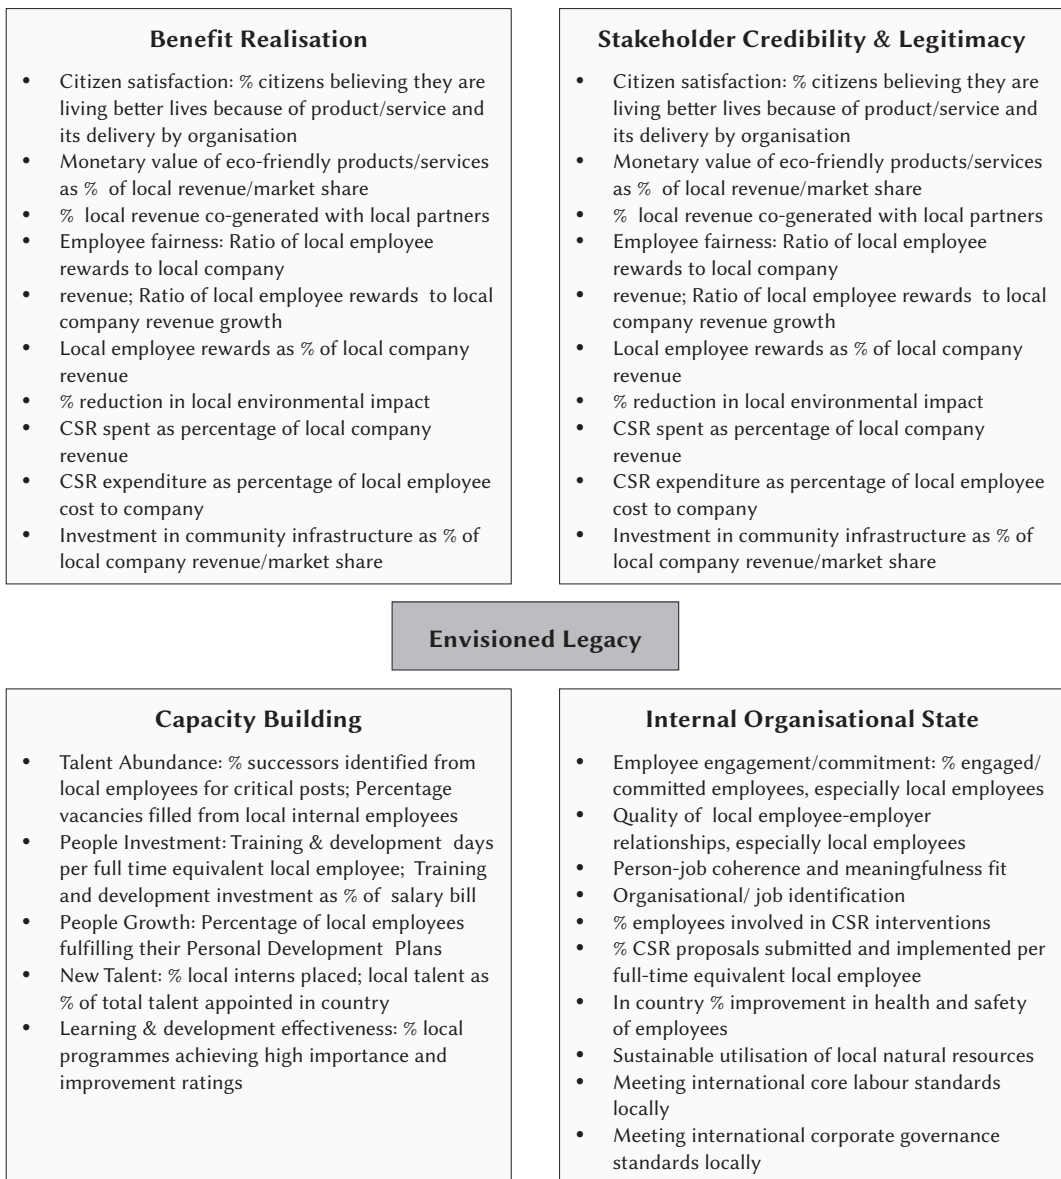 Benefit Realisation
• Citizen satisfaction: % citizens believing they are
living better lives because of product/service and
its delivery by organisation
• Monetary value of eco-friendly products/services
as % of local revenue/market share
• % local revenue co-generated with local partners
• Employee fairness: Ratio of local employee
rewards to local company
• revenue; Ratio of local employee rewards to local
company revenue growth
• Local employee rewards as % of local company
revenue
• % reduction in local environmental impact
• CSR spent as percentage of local company
revenue
• CSR expenditure as percentage of local employee
cost to company
• Investment in community infrastructure as % of
local company revenue/market share
Stakeholder Credibility & Legitimacy
• Citizen satisfaction: % citizens believing they are
living better lives because of product/service and
its delivery by organisation
• Monetary value of eco-friendly products/services
as % of local revenue/market share
• % local revenue co-generated with local partners
• Employee fairness: Ratio of local employee
rewards to local company
• revenue; Ratio of local employee rewards to local
company revenue growth
• Local employee rewards as % of local company
revenue
• % reduction in local environmental impact
• CSR spent as percentage of local company
revenue
• CSR expenditure as percentage of local employee
cost to company
• Investment in community infrastructure as % of
local company revenue/market share
Envisioned Legacy
Capacity Building
• Talent Abundance: % successors identified from
local employees for critical posts; Percentage
vacancies filled from local internal employees
• People Investment: Training & development days
per full time equivalent local employee; Training
and development investment as % of salary bill
• People Growth: Percentage of local employees
fulfilling their Personal Development Plans
• New Talent: % local interns placed; local talent as
% of total talent appointed in country
• Learning & development effectiveness: % local
programmes achieving high importance and
improvement ratings
Internal Organisational State
• Employee engagement/commitment: % engaged/
committed employees, especially local employees
• Quality of local employee-employer
relationships, especially local employees
• Person-job coherence and meaningfulness fit
• Organisational/ job identification
• % employees involved in CSR interventions
• % CSR proposals submitted and implemented per
full-time equivalent local employee
• In country % improvement in health and safety
of employees
• Sustainable utilisation of local natural resources
• Meeting international core labour standards
locally
• Meeting international corporate governance
standards locally